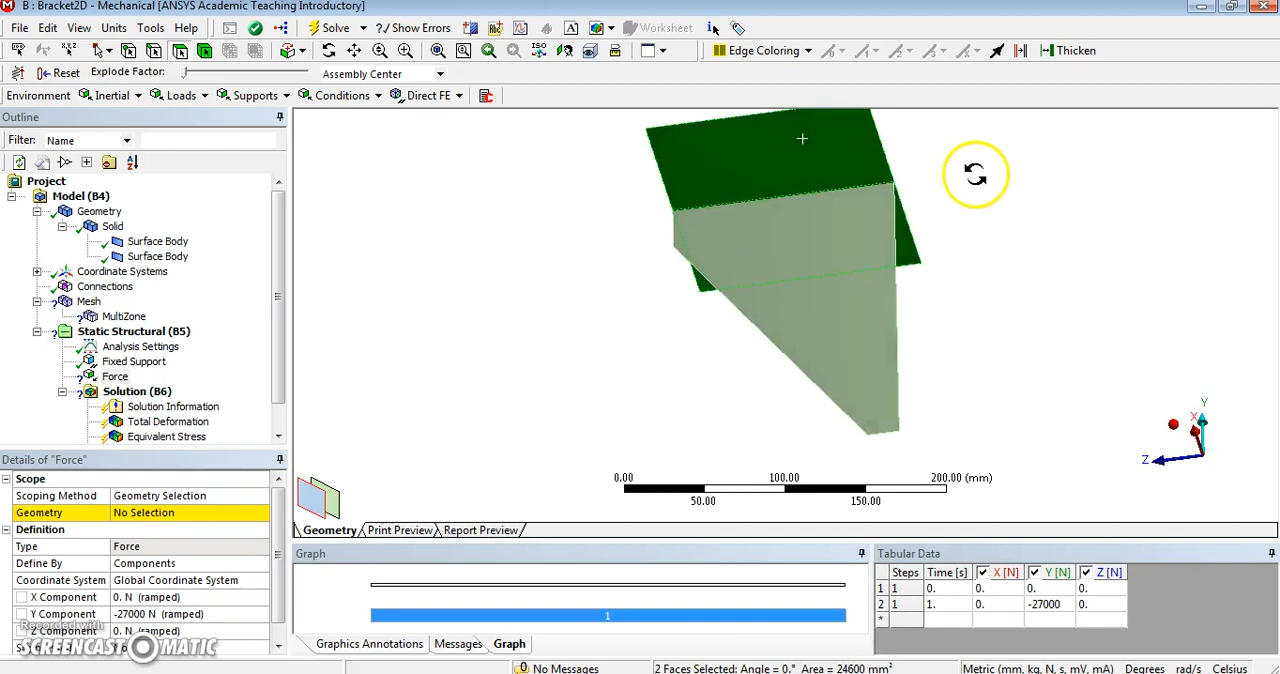 B : Bracket2D - Mechanical [ANSYS Academic Teaching Introductory]
File Edit View Units Tools Help Solve ?/ Show Errors Worksheet
Edge Coloring Thicken
Reset Explode Factor: Assembly Center
Environment Inertial Loads Supports Conditions Direct FE
Outline
Filter: Name
Project
Model (B4)
Geometry
Solid
Surface Body
Surface Body
Coordinate Systems
Connections
Mesh
MultiZone
Static Structural (B5)
Analysis Settings
Fixed Support
Force
Solution (B6)
Solution Information
Total Deformation
Equivalent Stress
Details of "Force"
Scope
Scoping Method Geometry Selection
Geometry No Selection
Definition
Type Force
Define By Components
Coordinate System Global Coordinate System
X Component 0. N (ramped)
Y Component -27000 N (ramped)
Z Component 0. N (ramped)
Recorded with
SCREENCAST MATIC
Y
X
Z
0.00 100.00 200.00 (mm)
50.00 150.00
Geometry Print Preview Report Preview
Graph
1
Graphics Annotations Messages Graph
Tabular Data
Steps Time [s] X [N] Y [N] Z [N]
1 1 0. 0. 0. 0.
2 1 1. 0. -27000 0.
*
No Messages 2 Faces Selected: Angle = 0.° Area = 24600 mm² Metric (mm, kg, N, s, mV, mA) Degrees rad/s Celsius